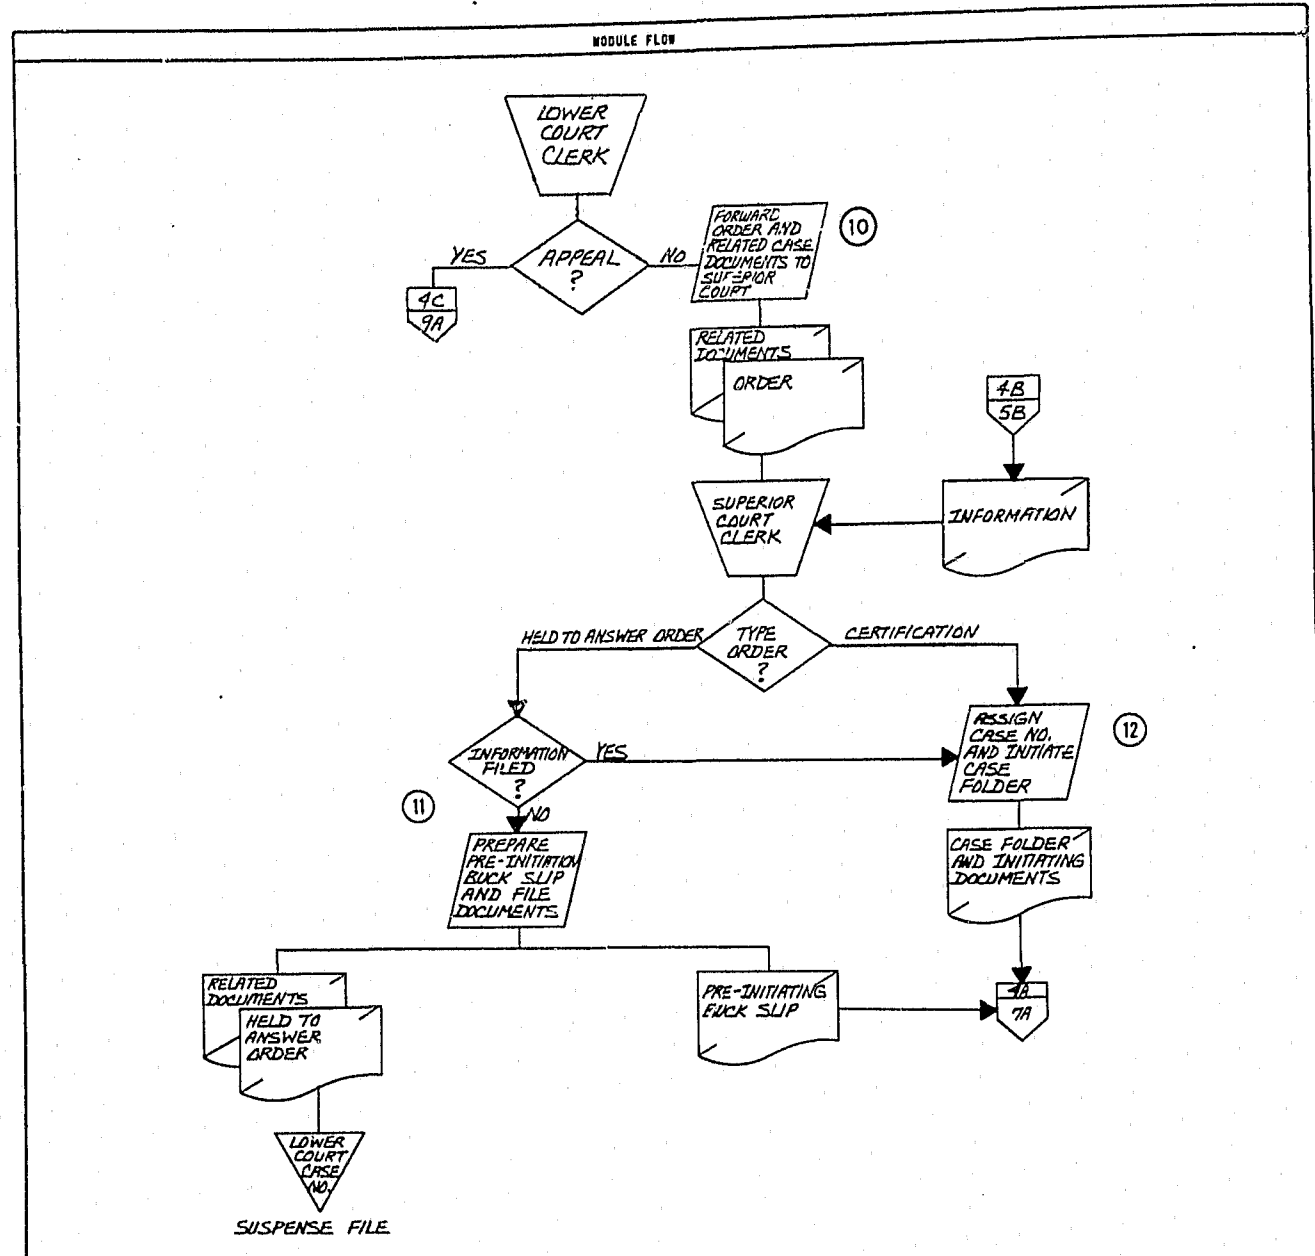 MODULE FLOW
LOWER
COURT
CLERK
APPEAL
?
YES
NO
4C
9A
FORWARD
ORDER AND
RELATED CASE
DOCUMENTS TO
SUPERIOR
COURT
10
RELATED
DOCUMENTS
ORDER
4B
5B
INFORMATION
SUPERIOR
COURT
CLERK
TYPE
ORDER
?
HELD TO ANSWER ORDER
CERTIFICATION
INFORMATION
FILED
?
YES
NO
11
ASSIGN
CASE NO.
AND INITIATE
CASE
FOLDER
12
PREPARE
PRE-INITIATION
BUCK SLIP
AND FILE
DOCUMENTS
CASE FOLDER
AND INITIATING
DOCUMENTS
RELATED
DOCUMENTS
HELD TO
ANSWER
ORDER
PRE-INITIATING
BUCK SLIP
4A
7A
LOWER
COURT
CASE
NO.
SUSPENSE FILE